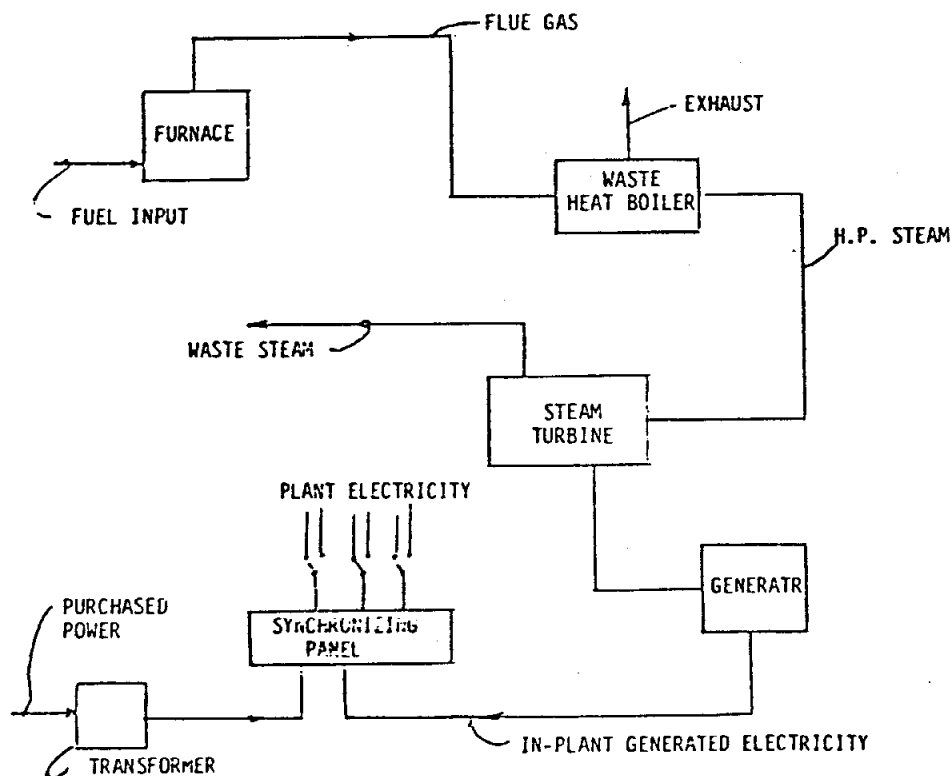 FLUE GAS
EXHAUST
FURNACE
WASTE
HEAT BOILER
FUEL INPUT
H.P. STEAM
WASTE STEAM
STEAM
TURBINE
PLANT ELECTRICITY
GENERATR
PURCHASED
POWER
SYNCHRONIZING
PANEL
IN-PLANT GENERATED ELECTRICITY
TRANSFORMER